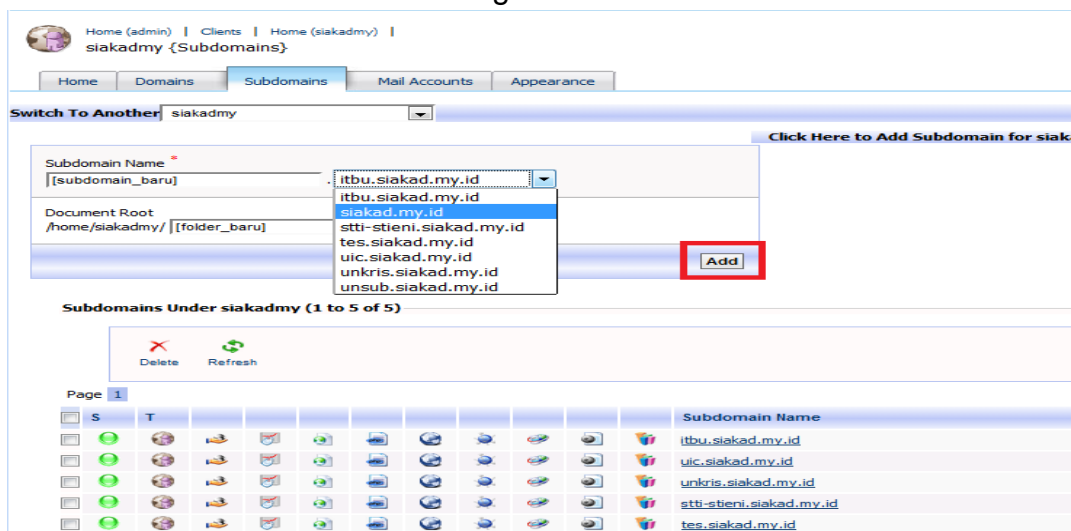 Home (admin) | Clients | Home (siakadmy) |
siakadmy {Subdomains}
Home Domains Subdomains Mail Accounts Appearance
Switch To Another siakadmy
Click Here to Add Subdomain for siak
Subdomain Name *
[subdomain_baru] . itbu.siakad.my.id
itbu.siakad.my.id
siakad.my.id
Document Root
/home/siakadmy/ [folder_baru]
stti-stieni.siakad.my.id
tes.siakad.my.id
uic.siakad.my.id
unkris.siakad.my.id
unsub.siakad.my.id
Add
Subdomains Under siakadmy (1 to 5 of 5)
Delete Refresh
Page 1
S T Subdomain Name
itbu.siakad.my.id
uic.siakad.my.id
unkris.siakad.my.id
stti-stieni.siakad.my.id
tes.siakad.my.id